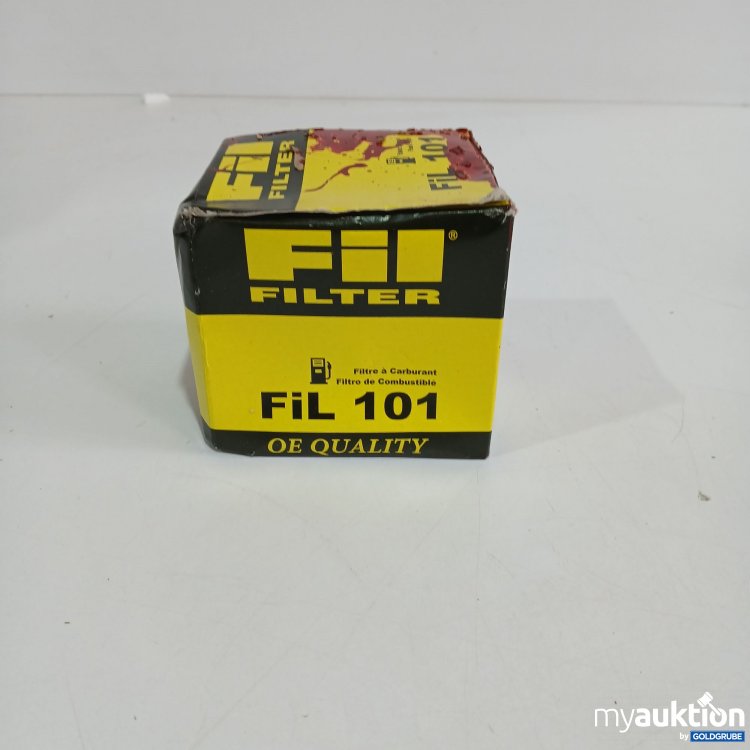 Fil
FILTER
FiL 101
Fil®
FILTER
Filtre à Carburant
Filtro de Combustible
FiL 101
OE QUALITY
myauktion
by GOLDGRUBE